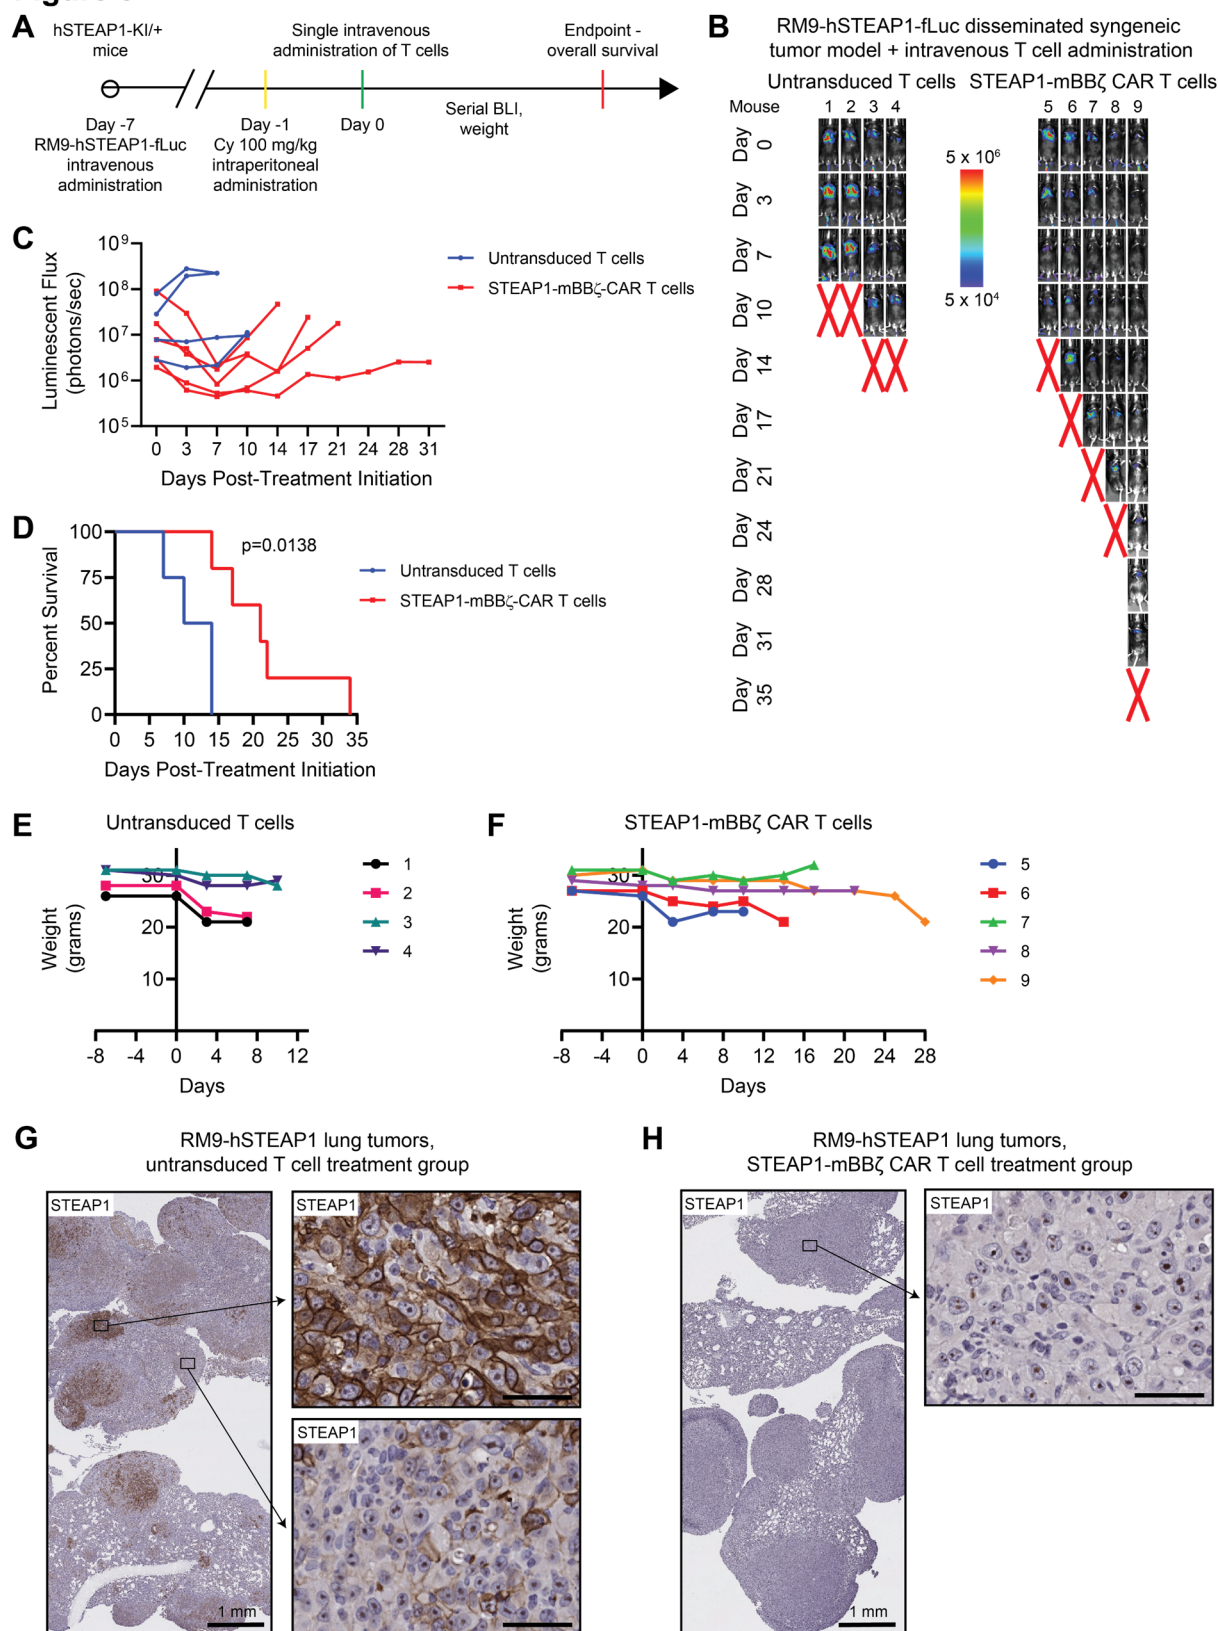 A
hSTEAP1-KI/+
mice
Single intravenous
administration of T cells
Endpoint -
overall survival
Day -7
RM9-hSTEAP1-fLuc
intravenous
administration
Day -1
Cy 100 mg/kg
intraperitoneal
administration
Day 0
Serial BLI,
weight
B
RM9-hSTEAP1-fLuc disseminated syngeneic
tumor model + intravenous T cell administration
Untransduced T cells STEAP1-mBBζ CAR T cells
Mouse 1 2 3 4 5 6 7 8 9
Day 0
Day 3
Day 7
Day 10
Day 14
Day 17
Day 21
Day 24
Day 28
Day 31
Day 35
5 x 10⁶
5 x 10⁴
C
Luminescent Flux
(photons/sec)
10⁹
10⁸
10⁷
10⁶
10⁵
0 3 7 10 14 17 21 24 28 31
Days Post-Treatment Initiation
Untransduced T cells
STEAP1-mBBζ-CAR T cells
D
Percent Survival
100
75
50
25
0
0 5 10 15 20 25 30 35
Days Post-Treatment Initiation
p=0.0138
Untransduced T cells
STEAP1-mBBζ-CAR T cells
E
Untransduced T cells
Weight
(grams)
30
20
10
-8 -4 0 4 8 12
Days
1
2
3
4
F
STEAP1-mBBζ CAR T cells
Weight
(grams)
30
20
10
-8 -4 0 4 8 12 16 20 24 28
Days
5
6
7
8
9
G
RM9-hSTEAP1 lung tumors,
untransduced T cell treatment group
STEAP1
STEAP1
STEAP1
1 mm
H
RM9-hSTEAP1 lung tumors,
STEAP1-mBBζ CAR T cell treatment group
STEAP1
STEAP1
1 mm